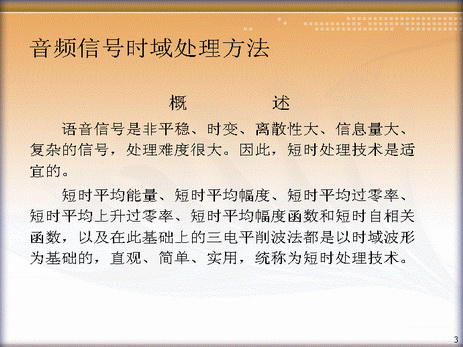 音频信号时域处理方法
概 述
语音信号是非平稳、时变、离散性大、信息量大、
复杂的信号，处理难度很大。因此，短时处理技术是适
宜的。
短时平均能量、短时平均幅度、短时平均过零率、
短时平均上升过零率、短时平均幅度函数和短时自相关
函数，以及在此基础上的三电平削波法都是以时域波形
为基础的，直观、简单、实用，统称为短时处理技术。
3